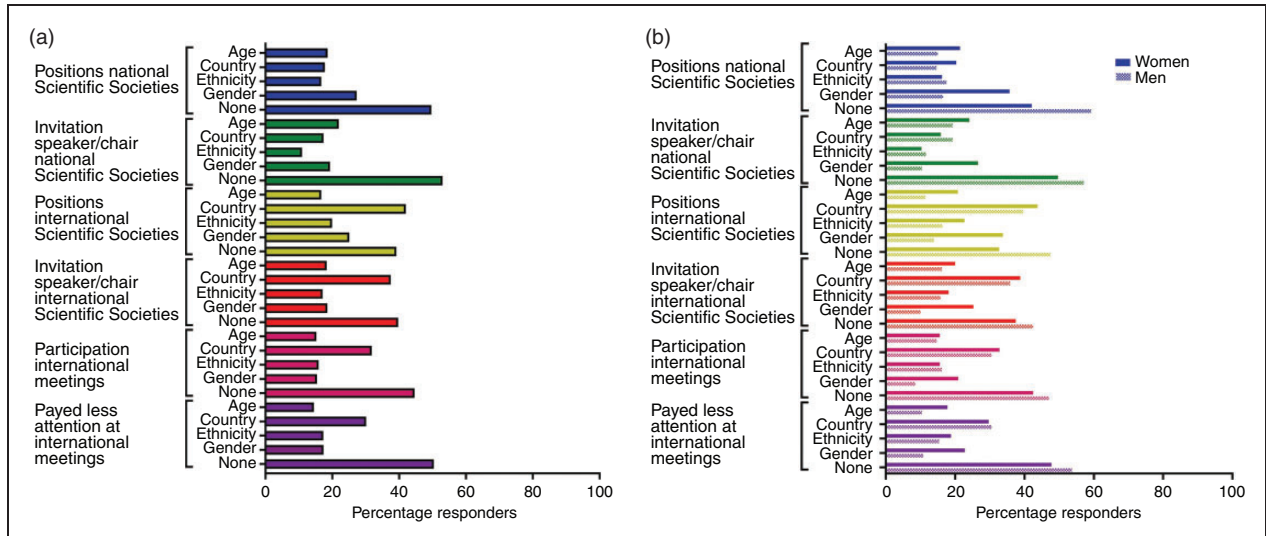 (a)
Positions national
Scientific Societies
Age
Country
Ethnicity
Gender
None
Invitation
speaker/chair
national
Scientific Societies
Age
Country
Ethnicity
Gender
None
Positions
international
Scientific Societies
Age
Country
Ethnicity
Gender
None
Invitation
speaker/chair
international
Scientific Societies
Age
Country
Ethnicity
Gender
None
Participation
international
meetings
Age
Country
Ethnicity
Gender
None
Payed less
attention at
international
meetings
Age
Country
Ethnicity
Gender
None
0 20 40 60 80 100
Percentage responders
(b)
Women
Men
Positions national
Scientific Societies
Age
Country
Ethnicity
Gender
None
Invitation
speaker/chair
national
Scientific Societies
Age
Country
Ethnicity
Gender
None
Positions
international
Scientific Societies
Age
Country
Ethnicity
Gender
None
Invitation
speaker/chair
international
Scientific Societies
Age
Country
Ethnicity
Gender
None
Participation
international
meetings
Age
Country
Ethnicity
Gender
None
Payed less
attention at
international
meetings
Age
Country
Ethnicity
Gender
None
0 20 40 60 80 100
Percentage responders